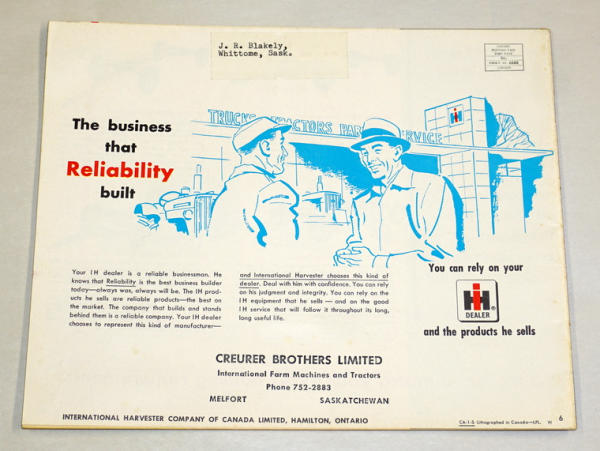 J. R. Blakely,
Whittome, Sask.
The business
that
Reliability
built
TRUCKS TRACTORS PARTS SERVICE
IH
Your IH dealer is a reliable businessman. He
knows that Reliability is the best business builder
today—always was, always will be. The IH prod-
ucts he sells are reliable products—the best on
the market. The company that builds and stands
behind them is a reliable company. Your IH dealer
chooses to represent this kind of manufacturer—
and International Harvester chooses this kind of
dealer. Deal with him with confidence. You can rely
on his judgment and integrity. You can rely on the
IH equipment that he sells — and on the good
IH service that will follow it throughout its long,
long useful life.
You can rely on your
IH
DEALER
and the products he sells
CREURER BROTHERS LIMITED
International Farm Machines and Tractors
Phone 752-2883
MELFORT SASKATCHEWAN
INTERNATIONAL HARVESTER COMPANY OF CANADA LIMITED, HAMILTON, ONTARIO
6
CA-1-S Lithographed in Canada—LPL. W